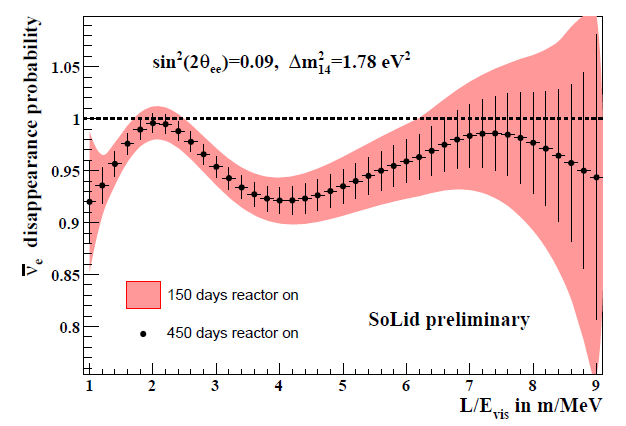 sin²(2θee)=0.09, Δm²14=1.78 eV²
ν̄e disappearance probability
1.05
1
0.95
0.9
0.85
0.8
150 days reactor on
450 days reactor on
SoLid preliminary
1 2 3 4 5 6 7 8 9
L/Evis in m/MeV